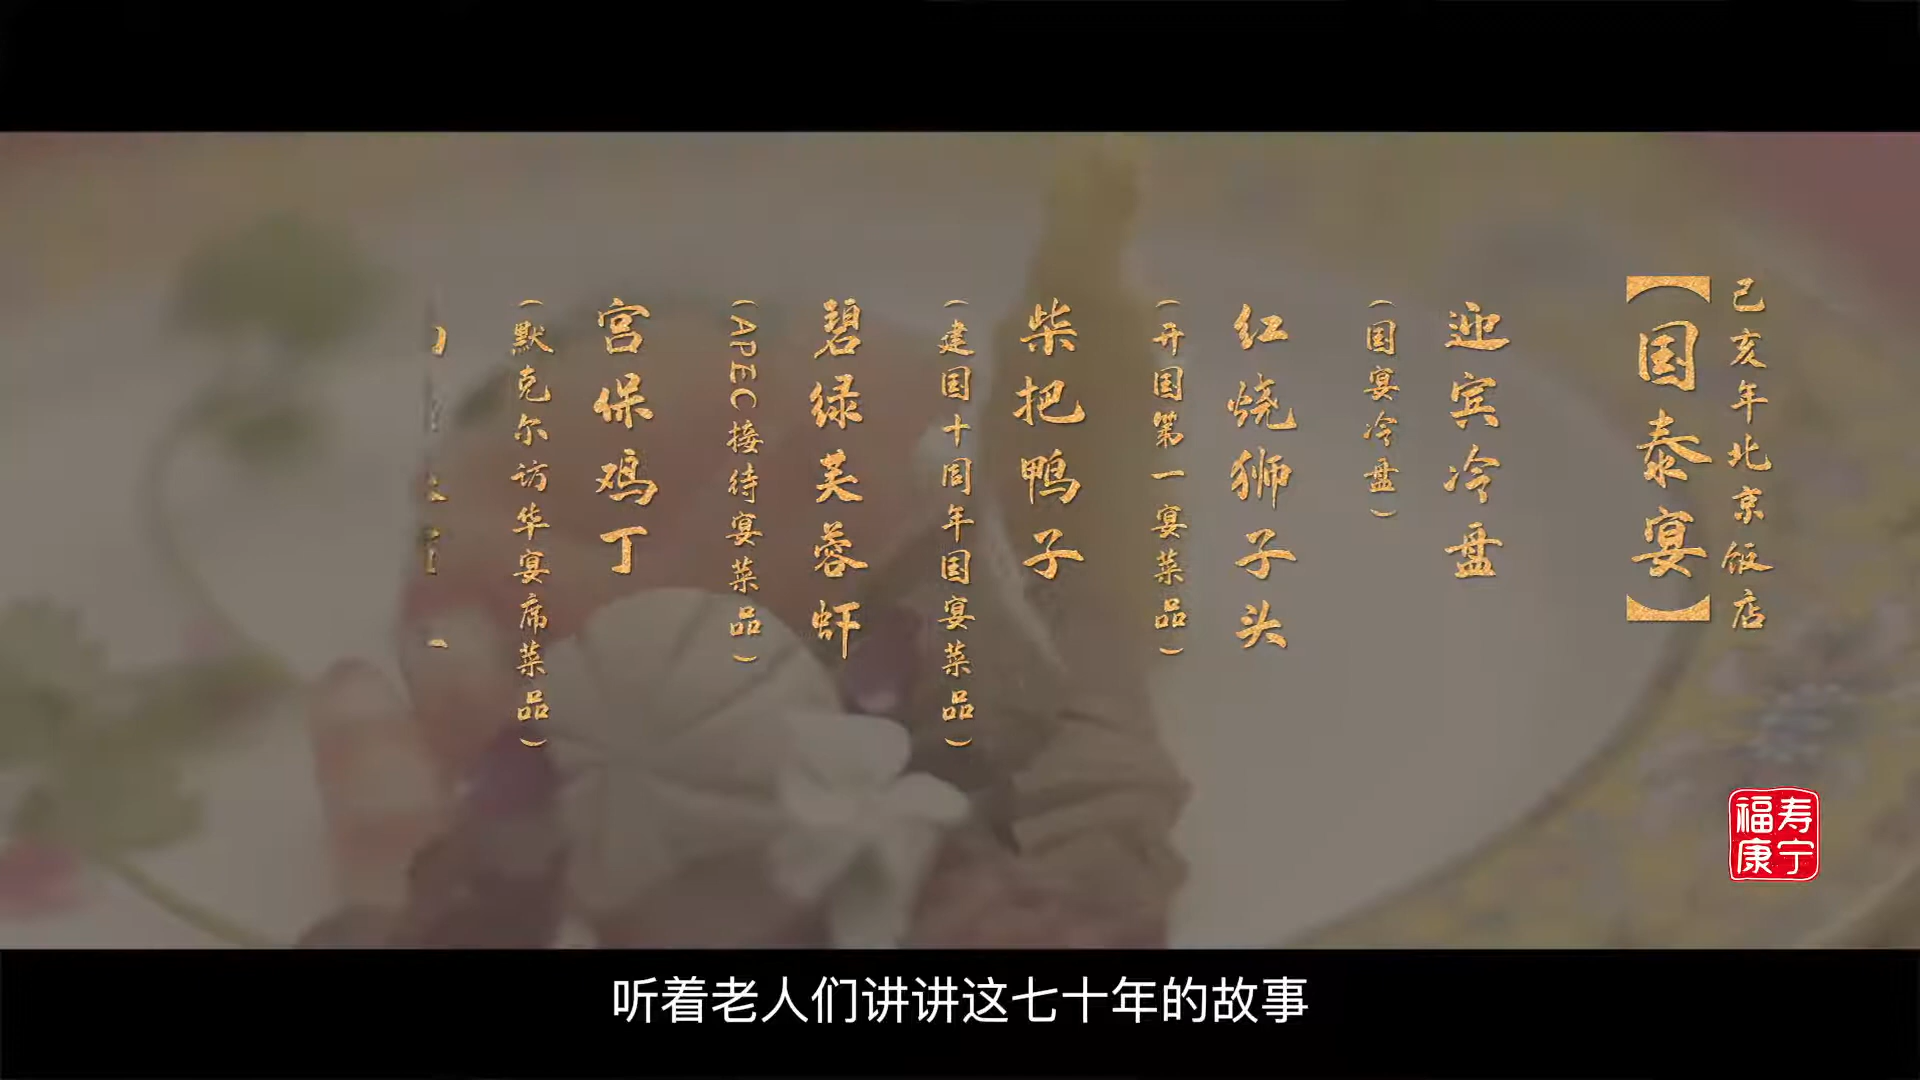 己亥年北京饭店
【国泰宴】
迎宾冷盘
(国宴冷盘)
红烧狮子头
(开国第一宴菜品)
柴把鸭子
(建国十周年国宴菜品)
碧绿芙蓉虾
(APEC接待宴菜品)
宫保鸡丁
(默克尔访华宴席菜品)
寿宁
福康
听着老人们讲讲这七十年的故事